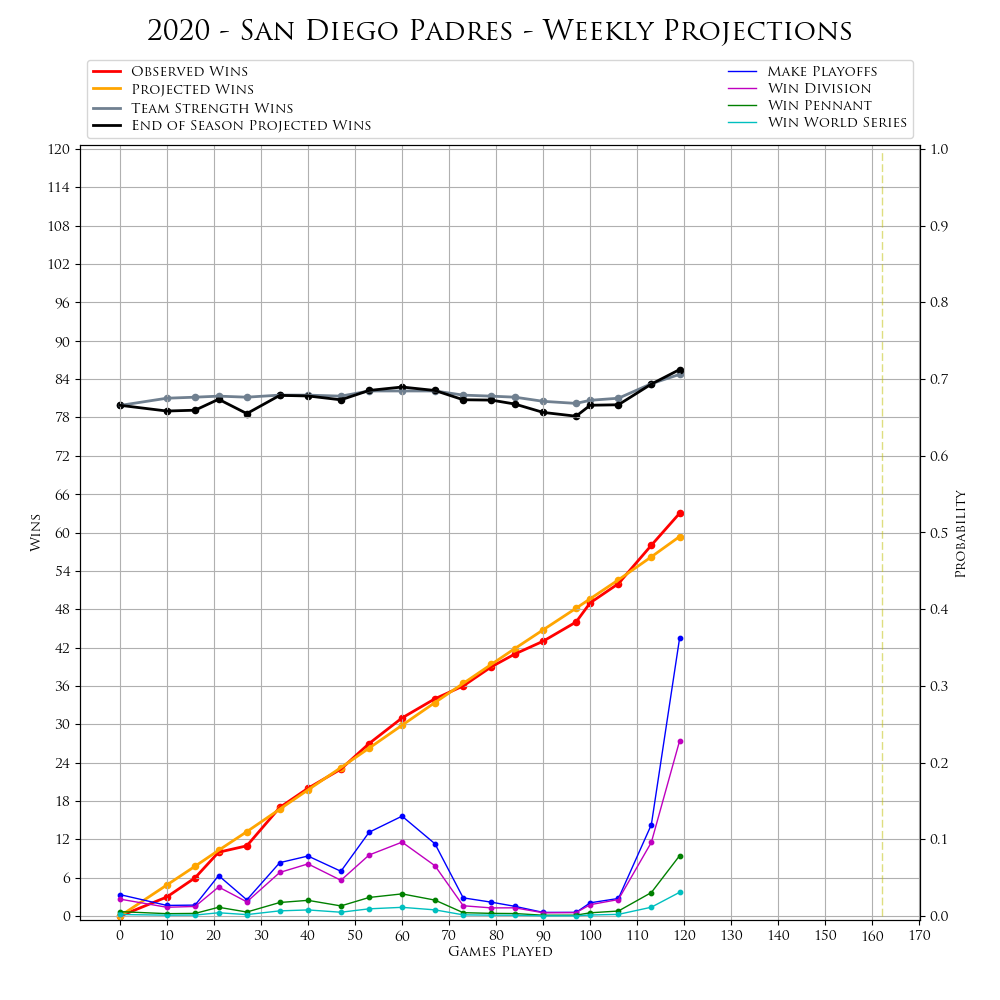 2020 - San Diego Padres - Weekly Projections
Observed Wins
Projected Wins
Team Strength Wins
End of Season Projected Wins
Make Playoffs
Win Division
Win Pennant
Win World Series
120
114
108
102
96
90
84
78
72
66
60
54
48
42
36
30
24
18
12
6
0
Wins
1.0
0.9
0.8
0.7
0.6
0.5
0.4
0.3
0.2
0.1
0.0
Probability
0 10 20 30 40 50 60 70 80 90 100 110 120 130 140 150 160 170
Games Played